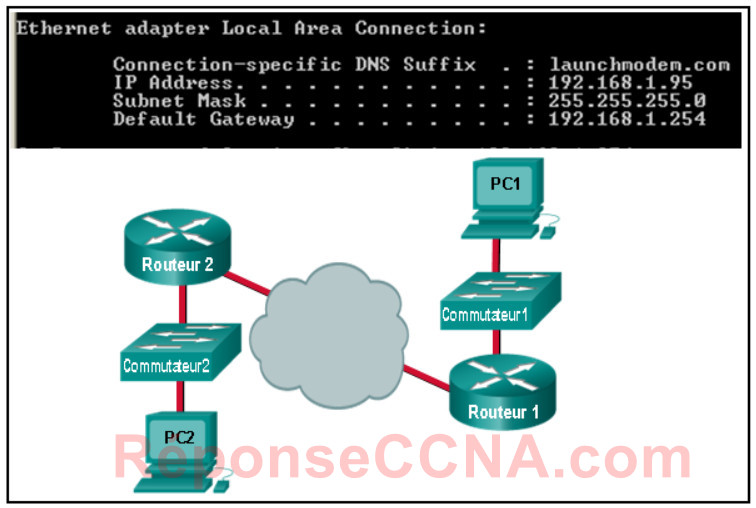 Ethernet adapter Local Area Connection:
Connection-specific DNS Suffix . : launchmodem.com
IP Address. . . . . . . . . . . . : 192.168.1.95
Subnet Mask . . . . . . . . . . . : 255.255.255.0
Default Gateway . . . . . . . . . : 192.168.1.254
PC1
Routeur 2
Commutateur1
Commutateur2
Routeur 1
PC2
ReponseCCNA.com